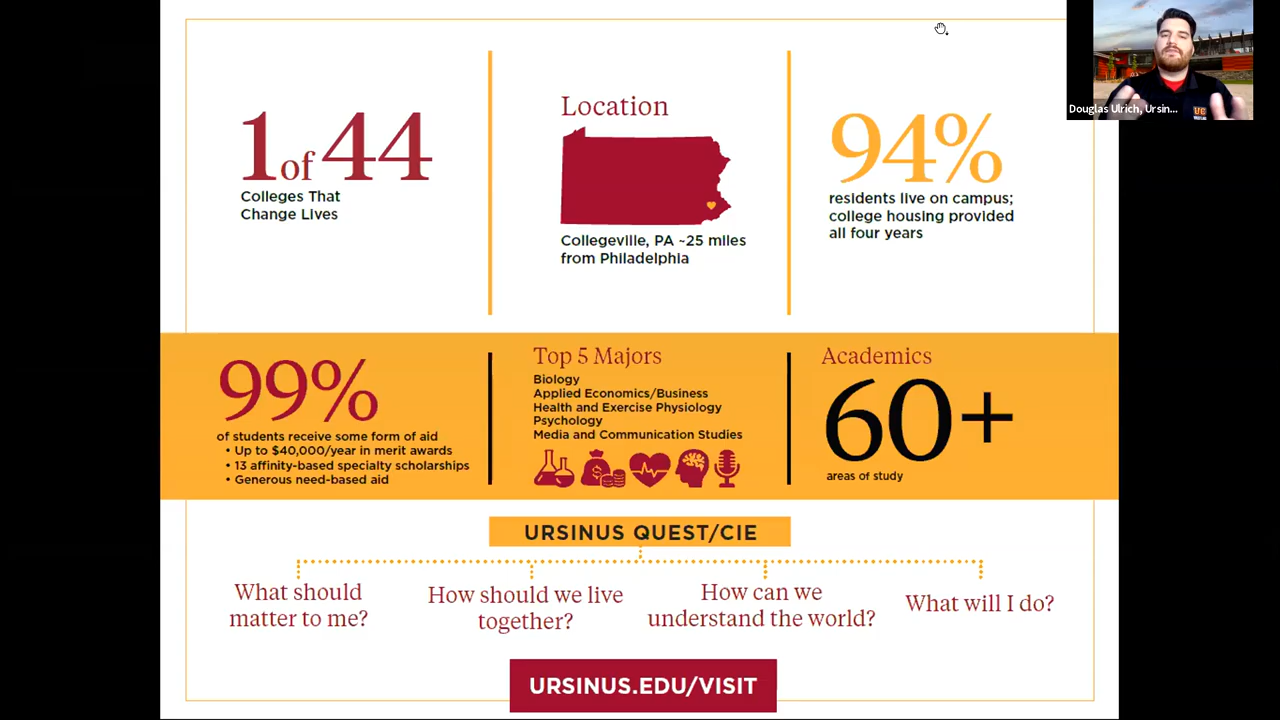 1 of 44
Colleges That
Change Lives
Location
Collegeville, PA ~25 miles
from Philadelphia
94%
residents live on campus;
college housing provided
all four years
Douglas Ulrich, Ursin...
99%
of students receive some form of aid
• Up to $40,000/year in merit awards
• 13 affinity-based specialty scholarships
• Generous need-based aid
Top 5 Majors
Biology
Applied Economics/Business
Health and Exercise Physiology
Psychology
Media and Communication Studies
Academics
60+
areas of study
URSINUS QUEST/CIE
What should
matter to me?
How should we live
together?
How can we
understand the world?
What will I do?
URSINUS.EDU/VISIT